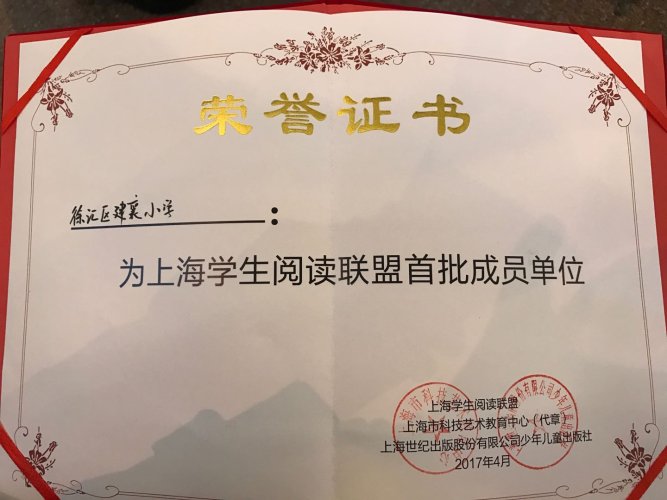 荣誉证书
徐汇区建襄小学：
为上海学生阅读联盟首批成员单位
上海学生阅读联盟
上海市科技艺术教育中心（代章）
上海世纪出版股份有限公司少年儿童出版社
2017年4月